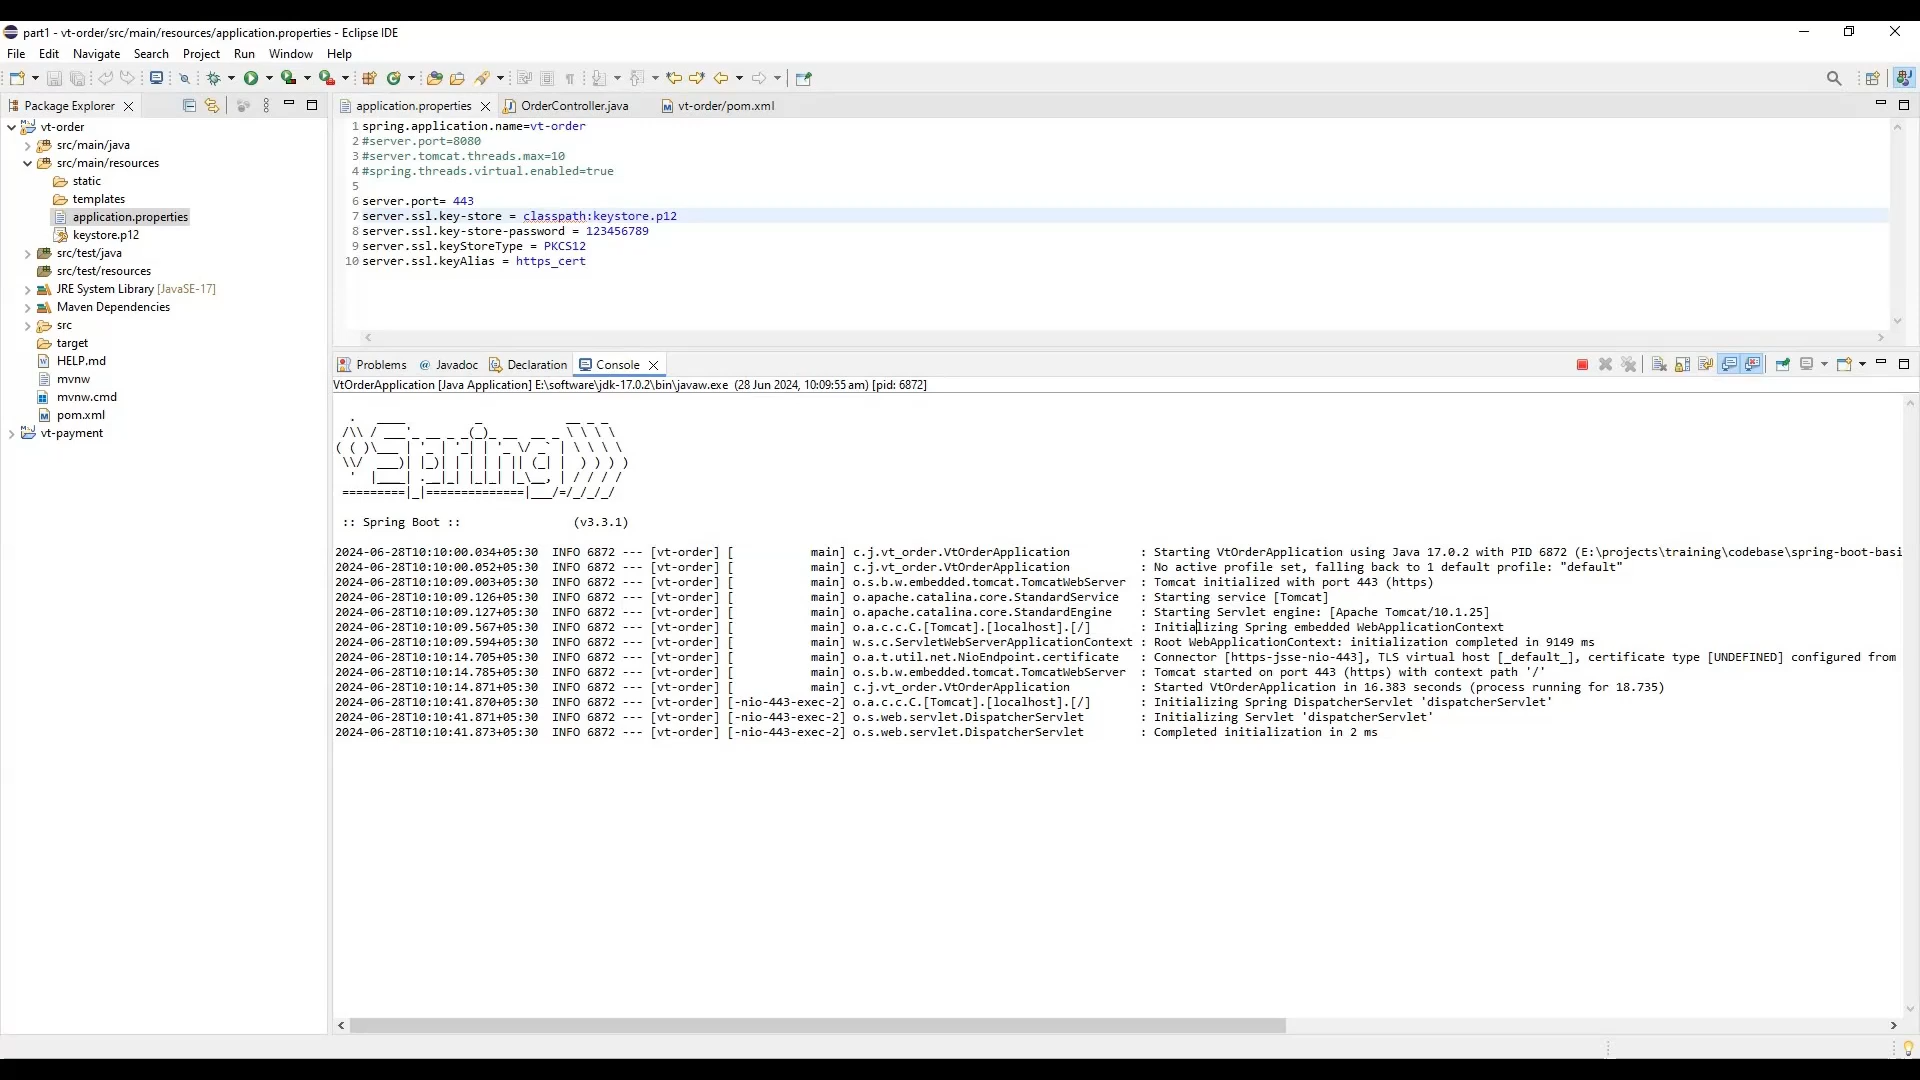 part1 - vt-order/src/main/resources/application.properties - Eclipse IDE
File Edit Navigate Search Project Run Window Help
Package Explorer
vt-order
src/main/java
src/main/resources
static
templates
application.properties
keystore.p12
src/test/java
src/test/resources
JRE System Library [JavaSE-17]
Maven Dependencies
src
target
HELP.md
mvnw
mvnw.cmd
pom.xml
vt-payment
application.properties OrderController.java vt-order/pom.xml
1 spring.application.name=vt-order
2 #server.port=8080
3 #server.tomcat.threads.max=10
4 #spring.threads.virtual.enabled=true
5
6 server.port= 443
7 server.ssl.key-store = classpath:keystore.p12
8 server.ssl.key-store-password = 123456789
9 server.ssl.keyStoreType = PKCS12
10 server.ssl.keyAlias = https_cert
Problems @ Javadoc Declaration Console
VtOrderApplication [Java Application] E:\software\jdk-17.0.2\bin\javaw.exe (28 Jun 2024, 10:09:55 am) [pid: 6872]
Spring
:: Spring Boot :: (v3.3.1)
2024-06-28T10:10:00.034+05:30 INFO 6872 --- [vt-order] [ main] c.j.vt_order.VtOrderApplication : Starting VtOrderApplication using Java 17.0.2 with PID 6872 (E:\projects\training\codebase\spring-boot-basi
2024-06-28T10:10:00.052+05:30 INFO 6872 --- [vt-order] [ main] c.j.vt_order.VtOrderApplication : No active profile set, falling back to 1 default profile: "default"
2024-06-28T10:10:09.003+05:30 INFO 6872 --- [vt-order] [ main] o.s.b.w.embedded.tomcat.TomcatWebServer : Tomcat initialized with port 443 (https)
2024-06-28T10:10:09.126+05:30 INFO 6872 --- [vt-order] [ main] o.apache.catalina.core.StandardService : Starting service [Tomcat]
2024-06-28T10:10:09.127+05:30 INFO 6872 --- [vt-order] [ main] o.apache.catalina.core.StandardEngine : Starting Servlet engine: [Apache Tomcat/10.1.25]
2024-06-28T10:10:09.567+05:30 INFO 6872 --- [vt-order] [ main] o.a.c.c.C.[Tomcat].[localhost].[/] : Initializing Spring embedded WebApplicationContext
2024-06-28T10:10:09.594+05:30 INFO 6872 --- [vt-order] [ main] w.s.c.ServletWebServerApplicationContext : Root WebApplicationContext: initialization completed in 9149 ms
2024-06-28T10:10:14.705+05:30 INFO 6872 --- [vt-order] [ main] o.a.t.util.net.NioEndpoint.certificate : Connector [https-jsse-nio-443], TLS virtual host [_default_], certificate type [UNDEFINED] configured from
2024-06-28T10:10:14.785+05:30 INFO 6872 --- [vt-order] [ main] o.s.b.w.embedded.tomcat.TomcatWebServer : Tomcat started on port 443 (https) with context path '/'
2024-06-28T10:10:14.871+05:30 INFO 6872 --- [vt-order] [ main] c.j.vt_order.VtOrderApplication : Started VtOrderApplication in 16.383 seconds (process running for 18.735)
2024-06-28T10:10:41.870+05:30 INFO 6872 --- [vt-order] [-nio-443-exec-2] o.a.c.c.C.[Tomcat].[localhost].[/] : Initializing Spring DispatcherServlet 'dispatcherServlet'
2024-06-28T10:10:41.871+05:30 INFO 6872 --- [vt-order] [-nio-443-exec-2] o.s.web.servlet.DispatcherServlet : Initializing Servlet 'dispatcherServlet'
2024-06-28T10:10:41.873+05:30 INFO 6872 --- [vt-order] [-nio-443-exec-2] o.s.web.servlet.DispatcherServlet : Completed initialization in 2 ms